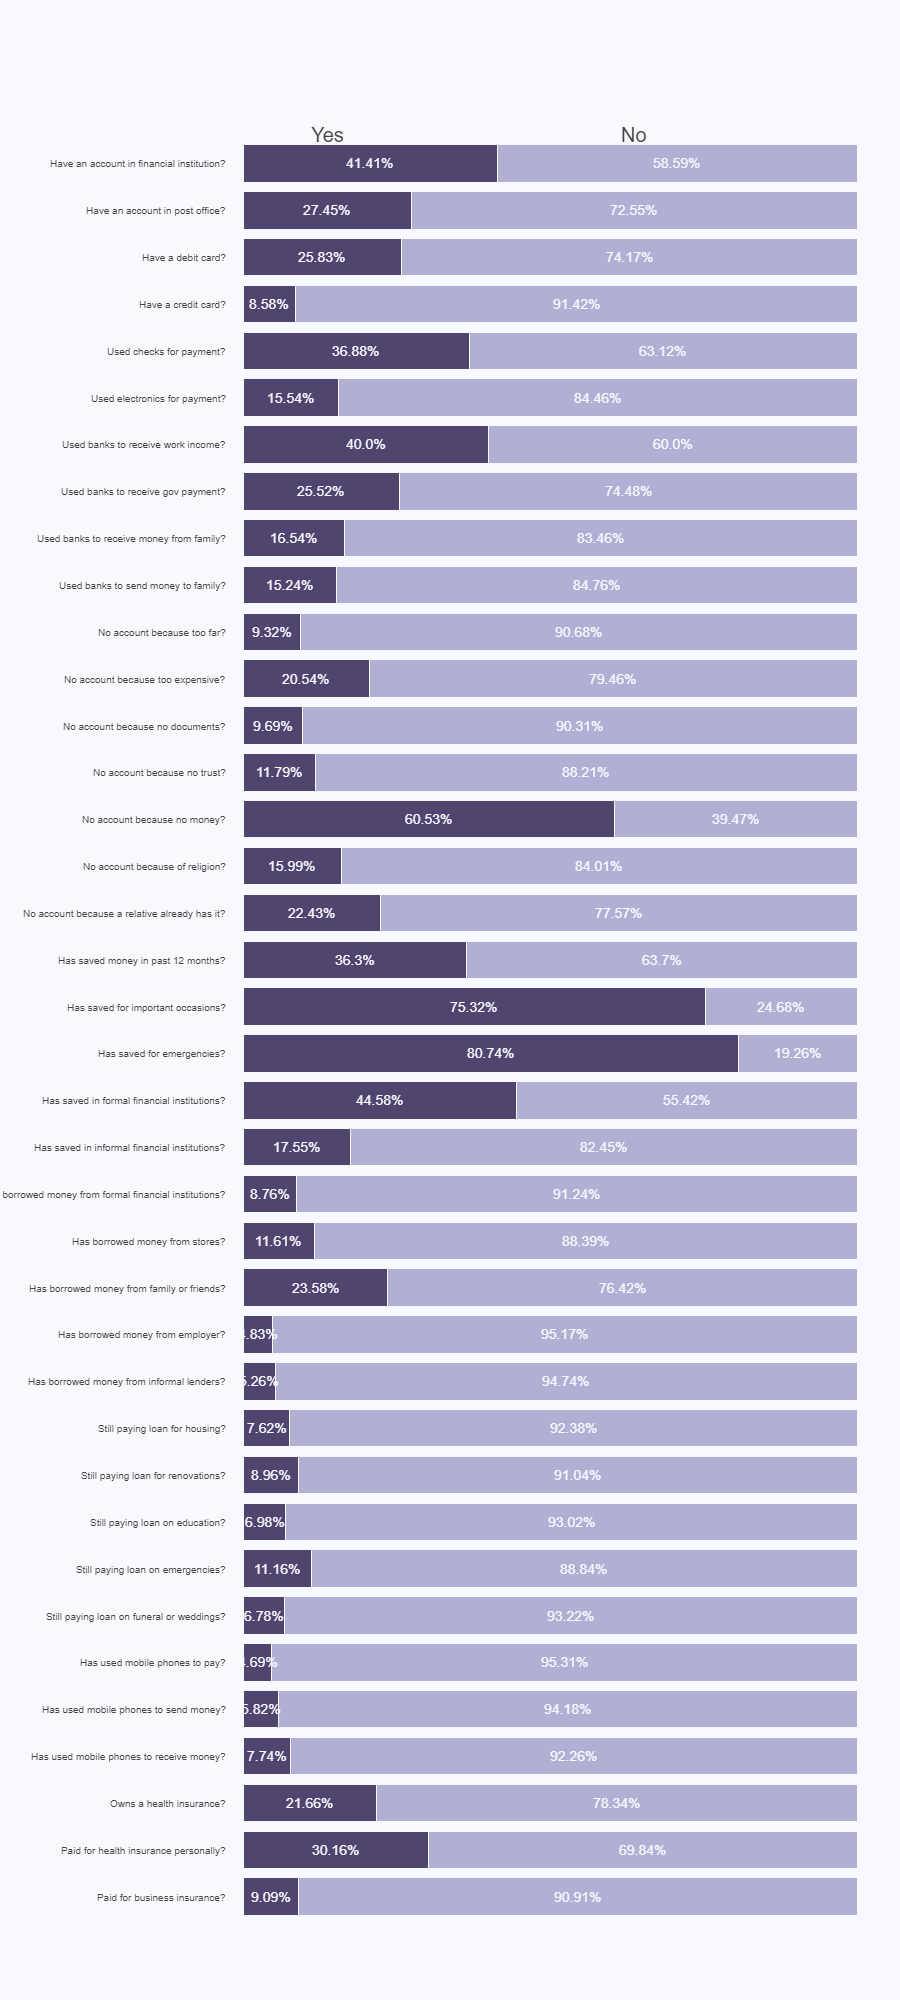 Yes No
Have an account in financial institution? 41.41% 58.59%
Have an account in post office? 27.45% 72.55%
Have a debit card? 25.83% 74.17%
Have a credit card? 8.58% 91.42%
Used checks for payment? 36.88% 63.12%
Used electronics for payment? 15.54% 84.46%
Used banks to receive work income? 40.0% 60.0%
Used banks to receive gov payment? 25.52% 74.48%
Used banks to receive money from family? 16.54% 83.46%
Used banks to send money to family? 15.24% 84.76%
No account because too far? 9.32% 90.68%
No account because too expensive? 20.54% 79.46%
No account because no documents? 9.69% 90.31%
No account because no trust? 11.79% 88.21%
No account because no money? 60.53% 39.47%
No account because of religion? 15.99% 84.01%
No account because a relative already has it? 22.43% 77.57%
Has saved money in past 12 months? 36.3% 63.7%
Has saved for important occasions? 75.32% 24.68%
Has saved for emergencies? 80.74% 19.26%
Has saved in formal financial institutions? 44.58% 55.42%
Has saved in informal financial institutions? 17.55% 82.45%
borrowed money from formal financial institutions? 8.76% 91.24%
Has borrowed money from stores? 11.61% 88.39%
Has borrowed money from family or friends? 23.58% 76.42%
Has borrowed money from employer? .83% 95.17%
Has borrowed money from informal lenders? 5.26% 94.74%
Still paying loan for housing? 7.62% 92.38%
Still paying loan for renovations? 8.96% 91.04%
Still paying loan on education? 6.98% 93.02%
Still paying loan on emergencies? 11.16% 88.84%
Still paying loan on funeral or weddings? 6.78% 93.22%
Has used mobile phones to pay? .69% 95.31%
Has used mobile phones to send money? 5.82% 94.18%
Has used mobile phones to receive money? 7.74% 92.26%
Owns a health insurance? 21.66% 78.34%
Paid for health insurance personally? 30.16% 69.84%
Paid for business insurance? 9.09% 90.91%